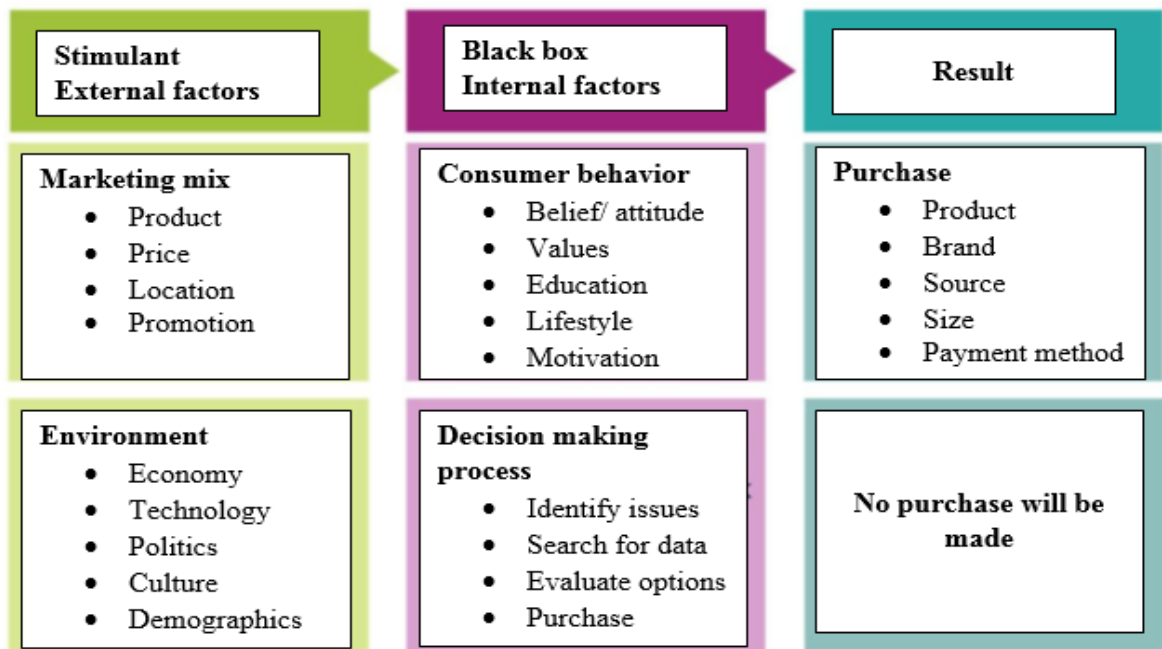 Stimulant
External factors
Black box
Internal factors
Result
Marketing mix
• Product
• Price
• Location
• Promotion
Consumer behavior
• Belief/ attitude
• Values
• Education
• Lifestyle
• Motivation
Purchase
• Product
• Brand
• Source
• Size
• Payment method
Environment
• Economy
• Technology
• Politics
• Culture
• Demographics
Decision making
process
• Identify issues
• Search for data
• Evaluate options
• Purchase
No purchase will be
made